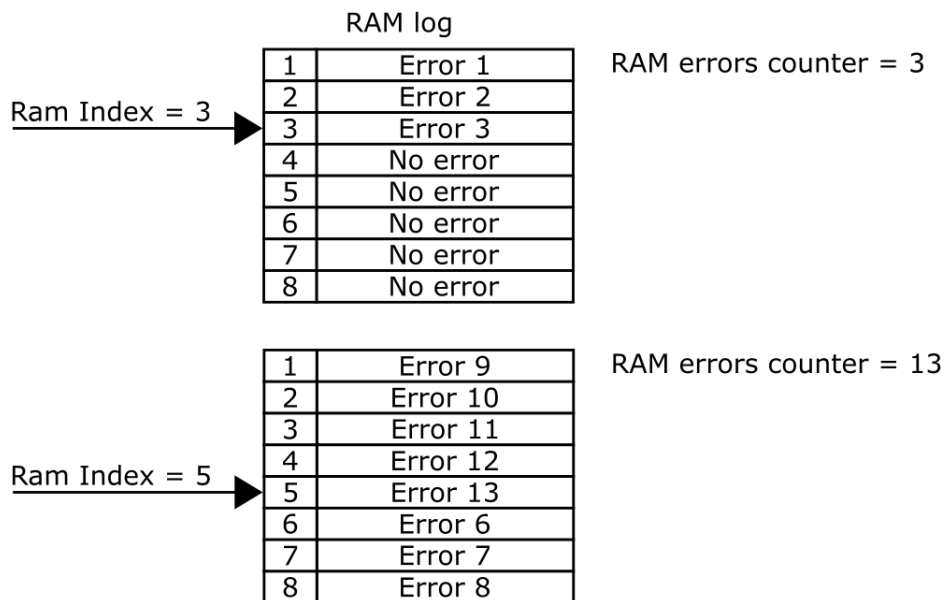 RAM log
1 Error 1 RAM errors counter = 3
2 Error 2
Ram Index = 3
3 Error 3
4 No error
5 No error
6 No error
7 No error
8 No error
1 Error 9 RAM errors counter = 13
2 Error 10
3 Error 11
4 Error 12
Ram Index = 5
5 Error 13
6 Error 6
7 Error 7
8 Error 8